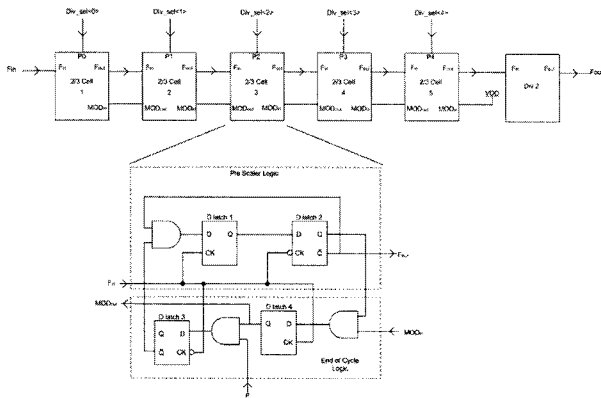 Div_sel<0> Div_sel<1> Div_sel<2> Div_sel<3> Div_sel<4>
P0 P1 P2 P3 P4
Fin Fin Fout Fin Fout Fin Fout Fin Fout Fin Fout Fin Fout Fout
2/3 Cell 2/3 Cell 2/3 Cell 2/3 Cell 2/3 Cell Div 2
1 2 3 4 5
VDD
MODin MODout MODin MODout MODin MODout MODin MODout MODin
Pre Scaler Logic
D latch 1 D latch 2
D Q D Q
CK CK Q
Fout
Fin
MODout
D latch 3 D latch 4
Q D Q D
Q CK CK
MODin
End of Cycle
Logic
P